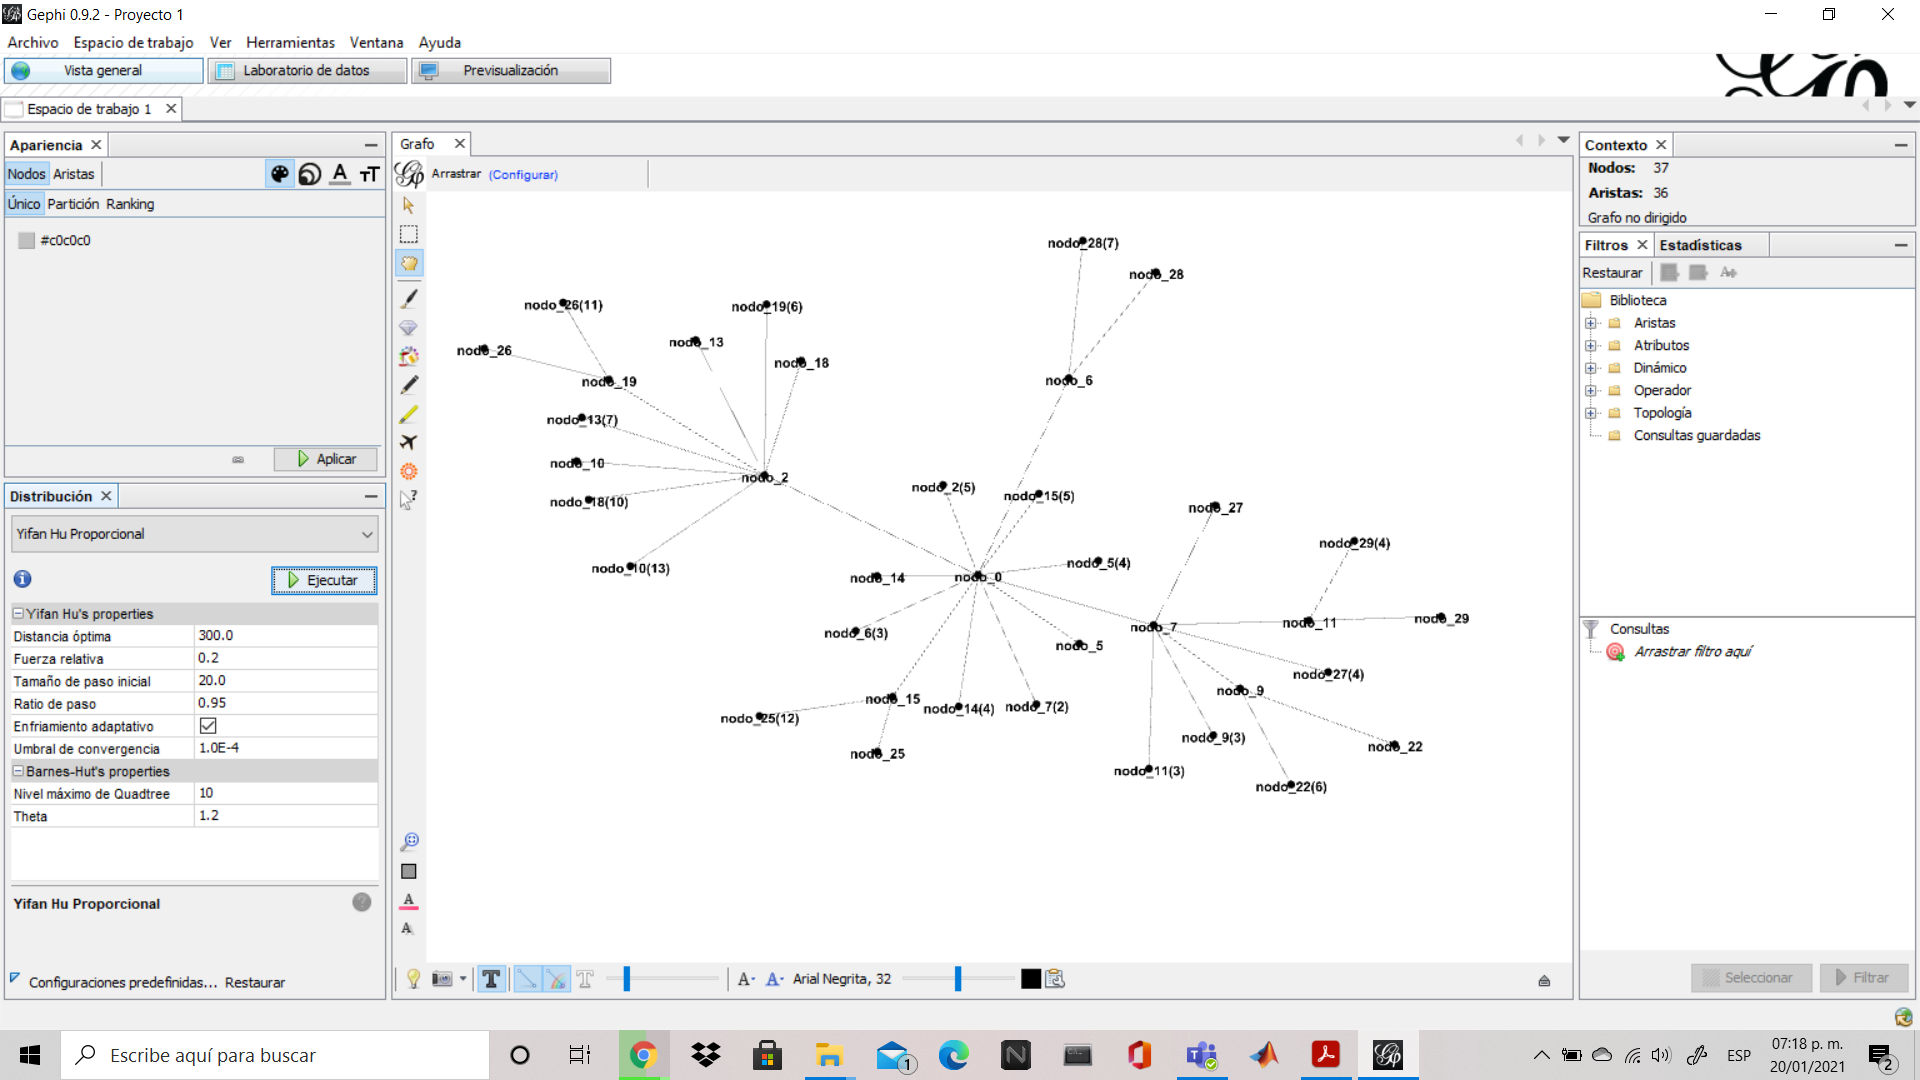 Gephi 0.9.2 - Proyecto 1
Archivo Espacio de trabajo Ver Herramientas Ventana Ayuda
Vista general Laboratorio de datos Previsualización
Espacio de trabajo 1
Apariencia
Nodos Aristas
Único Partición Ranking
#c0c0c0
Aplicar
Distribución
Yifan Hu Proporcional
Ejecutar
Yifan Hu's properties
Distancia óptima 300.0
Fuerza relativa 0.2
Tamaño de paso inicial 20.0
Ratio de paso 0.95
Enfriamiento adaptativo
Umbral de convergencia 1.0E-4
Barnes-Hut's properties
Nivel máximo de Quadtree 10
Theta 1.2
Yifan Hu Proporcional
Configuraciones predefinidas... Restaurar
Grafo
Arrastrar (Configurar)
nodo_28(7)
nodo_28
nodo_26(11)
nodo_19(6)
nodo_13
nodo_26
nodo_18
nodo_19
nodo_6
nodo_13(7)
nodo_10
nodo_2
nodo_18(10)
nodo_2(5)
nodo_15(5)
nodo_27
nodo_29(4)
nodo_10(13)
nodo_14
nodo_0
nodo_5(4)
nodo_6(3)
nodo_7
nodo_11
nodo_29
nodo_5
nodo_27(4)
nodo_9
nodo_15
nodo_14(4)
nodo_7(2)
nodo_25(12)
nodo_25
nodo_9(3)
nodo_22
nodo_11(3)
nodo_22(6)
Arial Negrita, 32
Contexto
Nodos: 37
Aristas: 36
Grafo no dirigido
Filtros Estadísticas
Restaurar
Biblioteca
Aristas
Atributos
Dinámico
Operador
Topología
Consultas guardadas
Consultas
Arrastrar filtro aquí
Seleccionar Filtrar
Escribe aquí para buscar
1
ESP
07:18 p. m.
20/01/2021
2